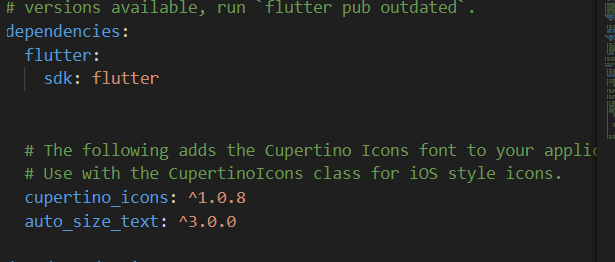 # versions available, run `flutter pub outdated`.
dependencies:
flutter:
sdk: flutter
# The following adds the Cupertino Icons font to your
# Use with the CupertinoIcons class for iOS style icons.
cupertino_icons: ^1.0.8
auto_size_text: ^3.0.0